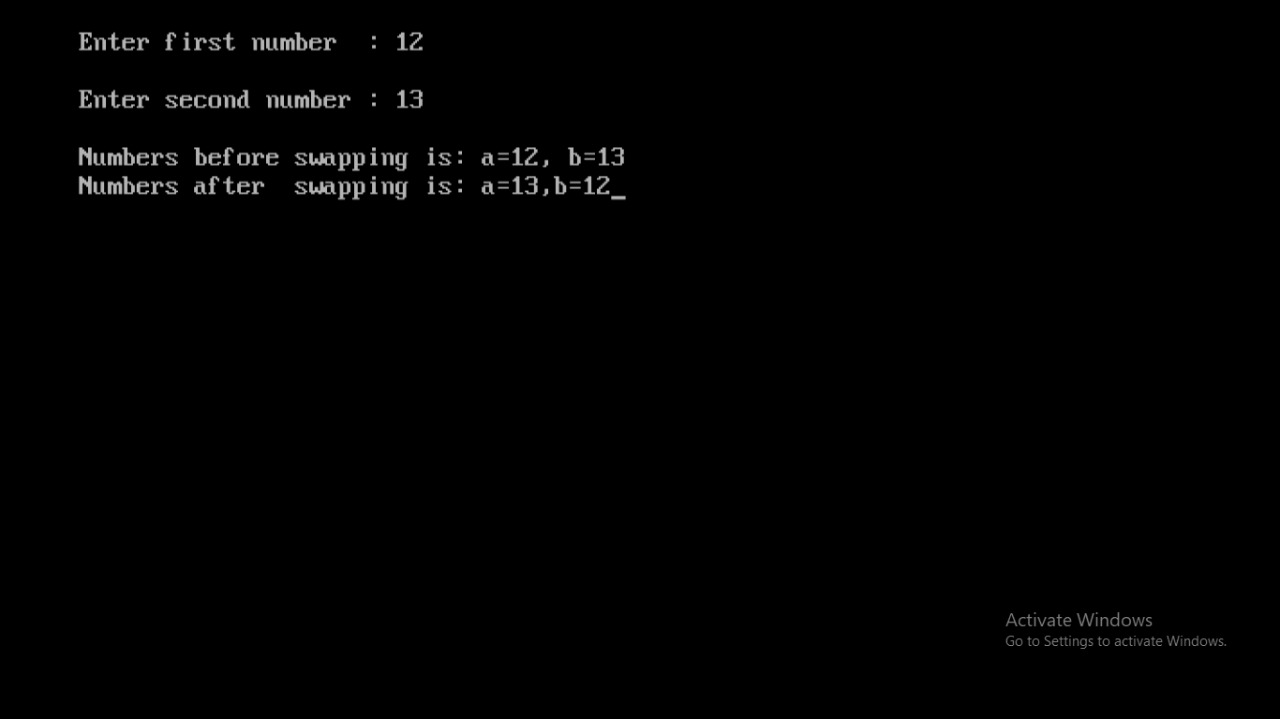 Enter first number  : 12
Enter second number : 13
Numbers before swapping is: a=12, b=13
Numbers after  swapping is: a=13,b=12_
Activate Windows
Go to Settings to activate Windows.